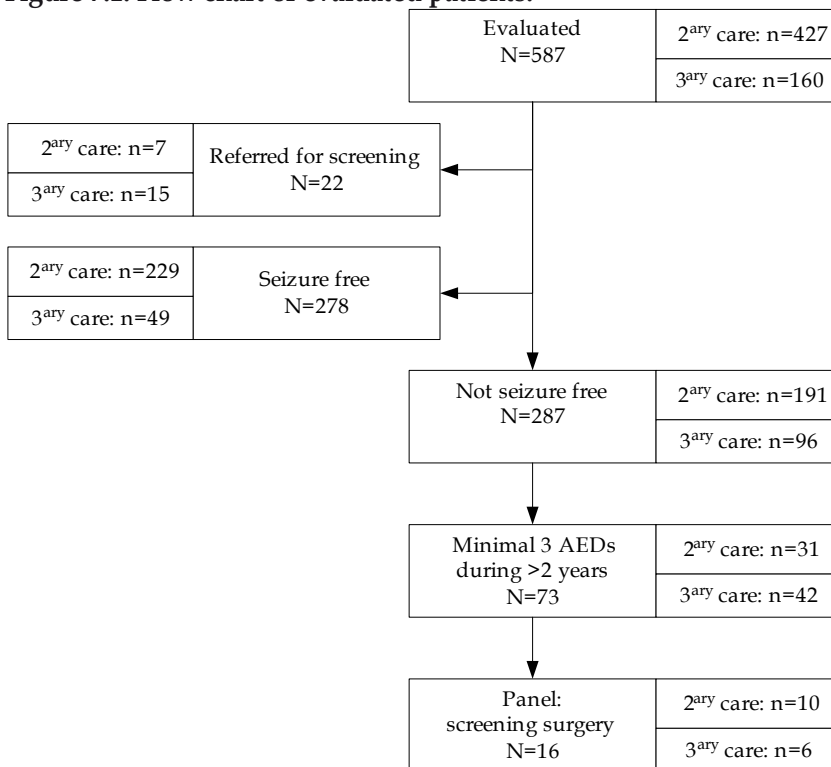 Figure Flow chart of evaluated patients.
Evaluated
N=587
2ary care: n=427
3ary care: n=160
2ary care: n=7
3ary care: n=15
Referred for screening
N=22
2ary care: n=229
3ary care: n=49
Seizure free
N=278
Not seizure free
N=287
2ary care: n=191
3ary care: n=96
Minimal 3 AEDs
during >2 years
N=73
2ary care: n=31
3ary care: n=42
Panel:
screening surgery
N=16
2ary care: n=10
3ary care: n=6